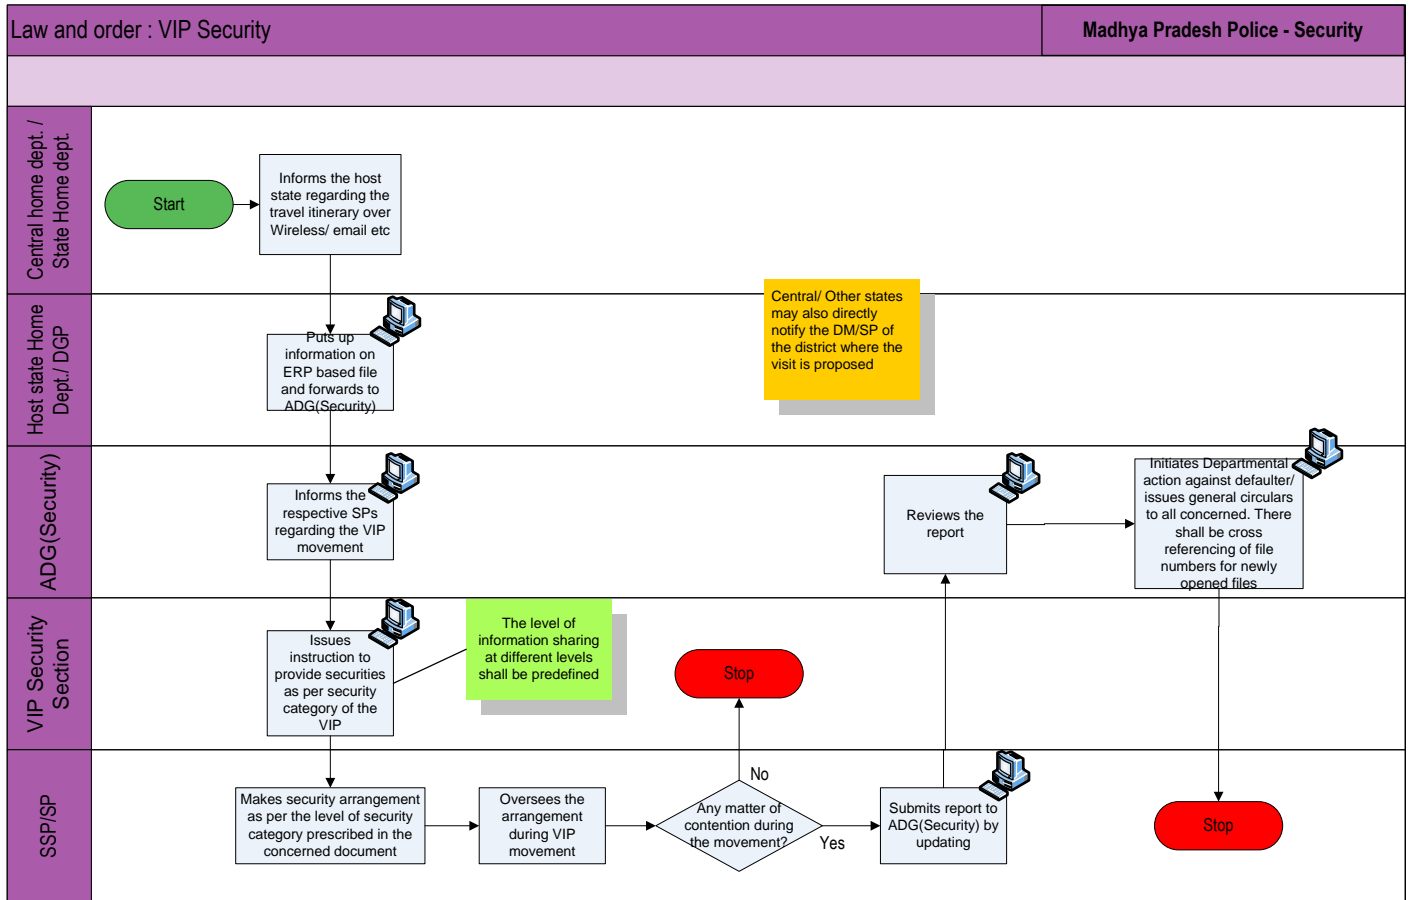 Law and order : VIP Security
Madhya Pradesh Police - Security
Central home dept. /
State Home dept.
Start
Informs the host
state regarding the
travel itinerary over
Wireless/ email etc
Host state Home
Dept./ DGP
Puts up
information on
ERP based file
and forwards to
ADG(Security)
Central/ Other states
may also directly
notify the DM/SP of
the district where the
visit is proposed
ADG(Security)
Informs the
respective SPs
regarding the VIP
movement
Reviews the
report
Initiates Departmental
action against defaulter/
issues general circulars
to all concerned. There
shall be cross
referencing of file
numbers for newly
opened files
VIP Security
Section
Issues
instruction to
provide securities
as per security
category of the
VIP
The level of
information sharing
at different levels
shall be predefined
Stop
SSP/SP
Makes security arrangement
as per the level of security
category prescribed in the
concerned document
Oversees the
arrangement
during VIP
movement
No
Any matter of
contention during
the movement?
Yes
Submits report to
ADG(Security) by
updating
Stop